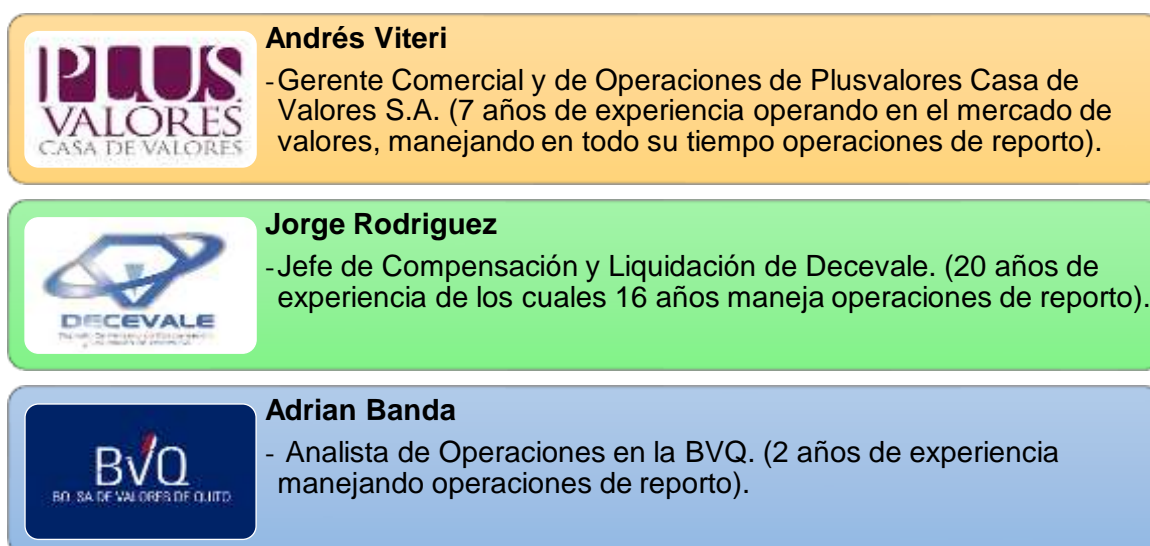 PLUS
VALORES
CASA DE VALORES
Andrés Viteri
-Gerente Comercial y de Operaciones de Plusvalores Casa de
Valores S.A. (7 años de experiencia operando en el mercado de
valores, manejando en todo su tiempo operaciones de reporto).
DECEVALE
Jorge Rodriguez
-Jefe de Compensación y Liquidación de Decevale. (20 años de
experiencia de los cuales 16 años maneja operaciones de reporto).
BVQ
BOLSA DE VALORES DE QUITO
Adrian Banda
- Analista de Operaciones en la BVQ. (2 años de experiencia
manejando operaciones de reporto).